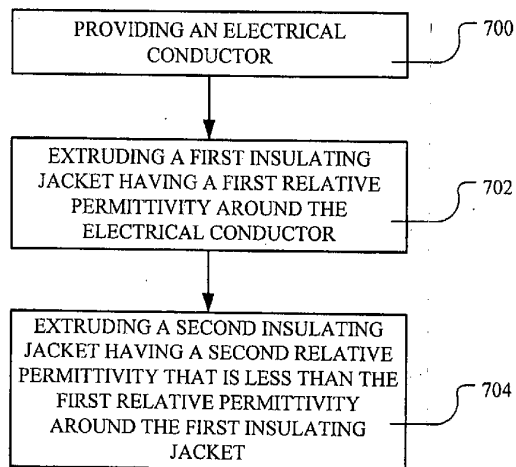 PROVIDING AN ELECTRICAL
CONDUCTOR
700
EXTRUDING A FIRST INSULATING
JACKET HAVING A FIRST RELATIVE
PERMITTIVITY AROUND THE
ELECTRICAL CONDUCTOR
702
EXTRUDING A SECOND INSULATING
JACKET HAVING A SECOND RELATIVE
PERMITTIVITY THAT IS LESS THAN THE
FIRST RELATIVE PERMITTIVITY
AROUND THE FIRST INSULATING
JACKET
704